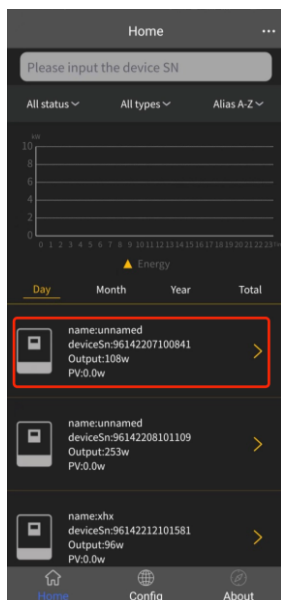 Home
Please input the device SN
All status All types Alias A-Z
kW
10
8
6
4
2
0
0 1 2 3 4 5 6 7 8 9 10 11 12 13 14 15 16 17 18 19 20 21 22 23
Energy
Day Month Year Total
name:unnamed
deviceSn:96142207100841
Output:108w
PV:0.0w
name:unnamed
deviceSn:96142208101109
Output:253w
PV:0.0w
name:xhx
deviceSn:96142212101581
Output:96w
PV:0.0w
Home Config About